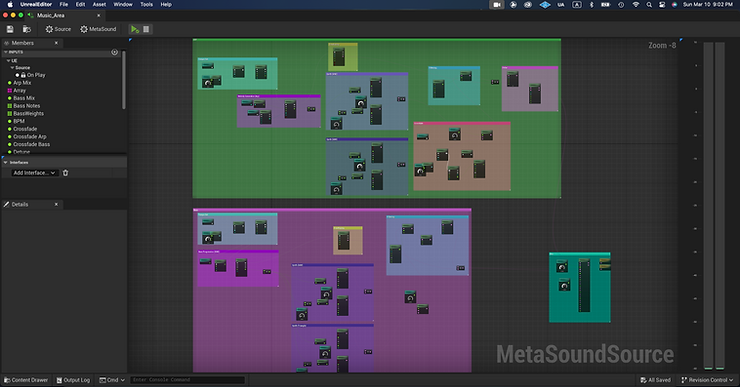 UnrealEditor File Edit Asset Window Tools Help
UA
Sun Mar 10 9:02 PM
Music_Area
Source
MetaSound
Members
Zoom -8
INPUTS
UE
Source
On Play
Arp Mix
Array
Bass Mix
Bass Notes
BassWeights
BPM
Crossfade
Crossfade Arp
Crossfade Bass
Detune
Interfaces
Add Interface...
Details
MetaSoundSource
Content Drawer
Output Log
Cmd
Enter Console Command
All Saved
Revision Control